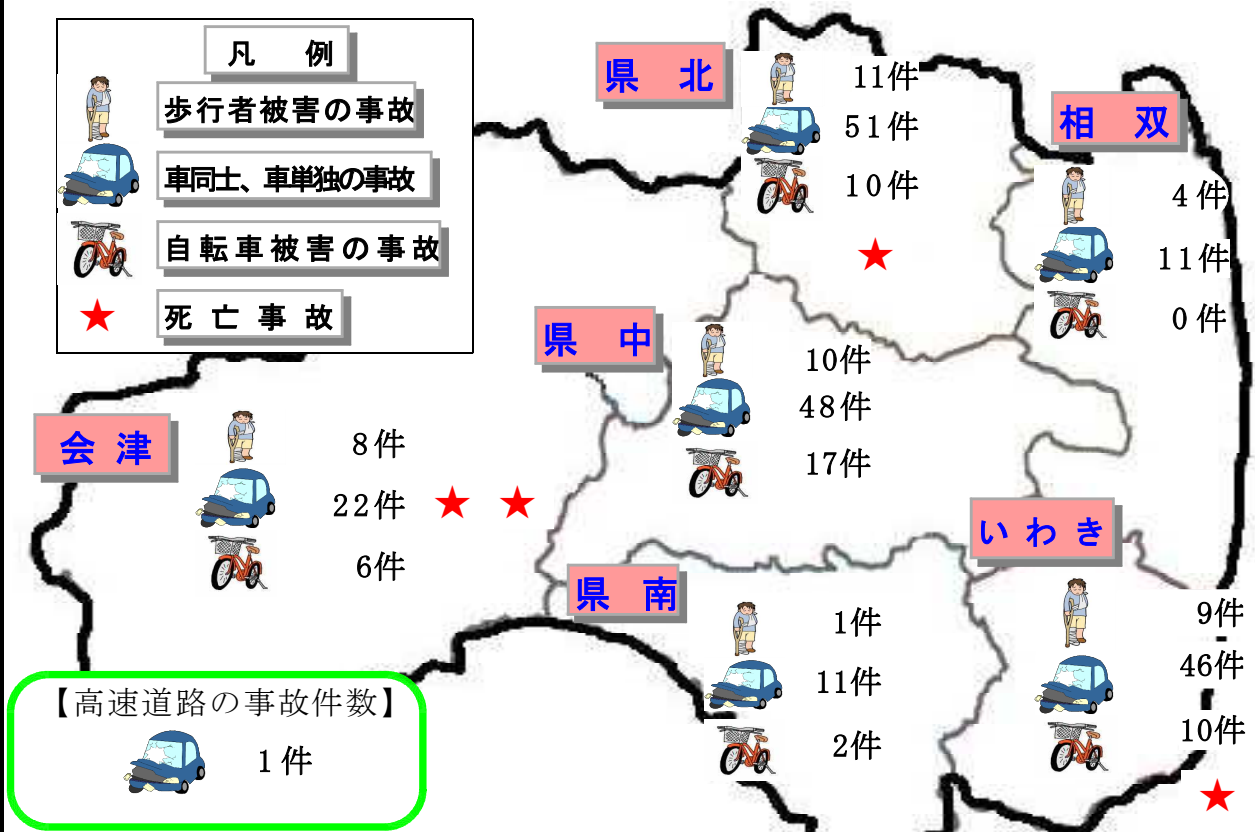 凡 例
歩行者被害の事故
車同士、車単独の事故
自転車被害の事故
死亡事故
県 北
11件
51件
10件
相 双
4件
11件
0件
県 中
10件
48件
17件
会 津
8件
22件
6件
県 南
1件
11件
2件
いわき
9件
46件
10件
【高速道路の事故件数】
1件